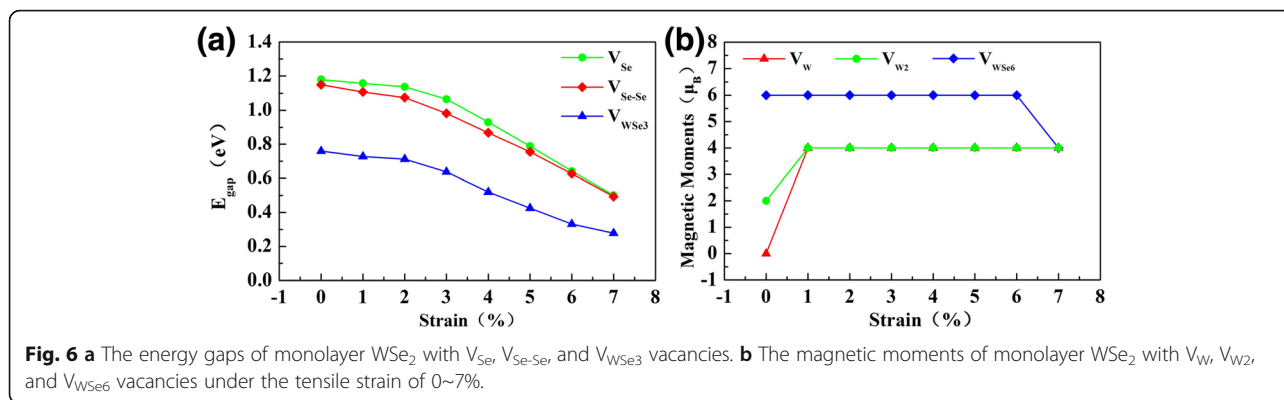 (a)
1.4
1.2
1.0
0.8
0.6
0.4
0.2
0.0
E_gap（eV）
V_Se
V_Se-Se
V_WSe3
-1 0 1 2 3 4 5 6 7 8
Strain（%）
(b)
8
7
6
5
4
3
2
1
0
-1
Magnetic Moments（μ_B）
V_W V_W2 V_WSe6
-1 0 1 2 3 4 5 6 7 8
Strain（%）
Fig. 6 a The energy gaps of monolayer WSe₂ with V_Se, V_Se-Se, and V_WSe3 vacancies. b The magnetic moments of monolayer WSe₂ with V_W, V_W2,
and V_WSe6 vacancies under the tensile strain of 0~7%.